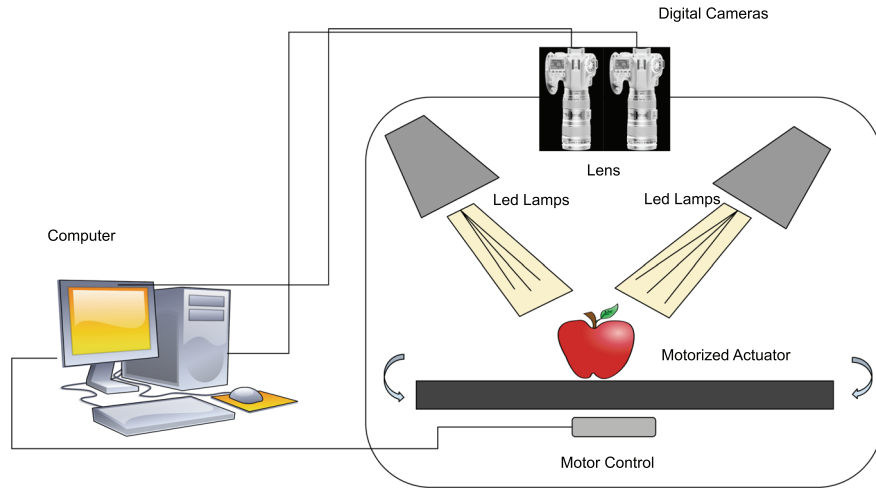 Digital Cameras
Lens
Led Lamps
Led Lamps
Computer
Motorized Actuator
Motor Control